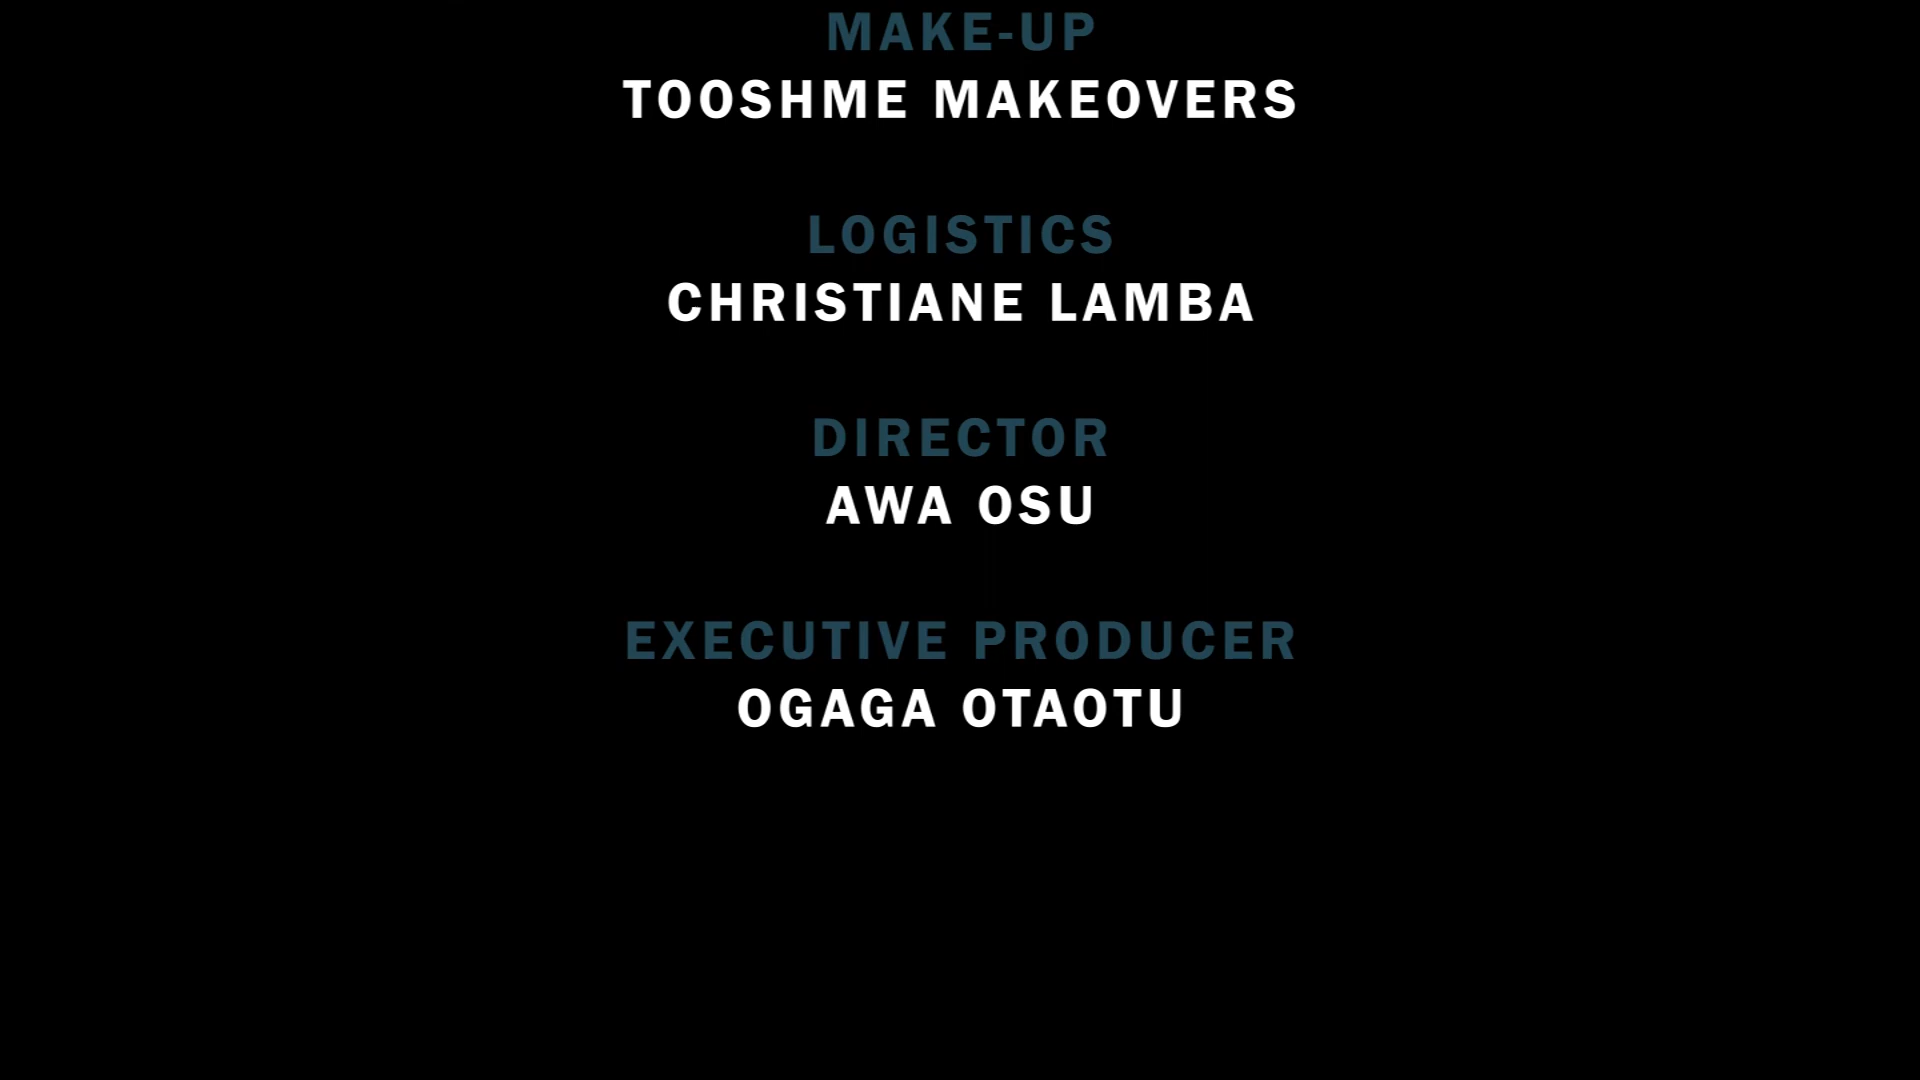 MAKE-UP
TOOSHME MAKEOVERS
LOGISTICS
CHRISTIANE LAMBA
DIRECTOR
AWA OSU
EXECUTIVE PRODUCER
OGAGA OTAOTU